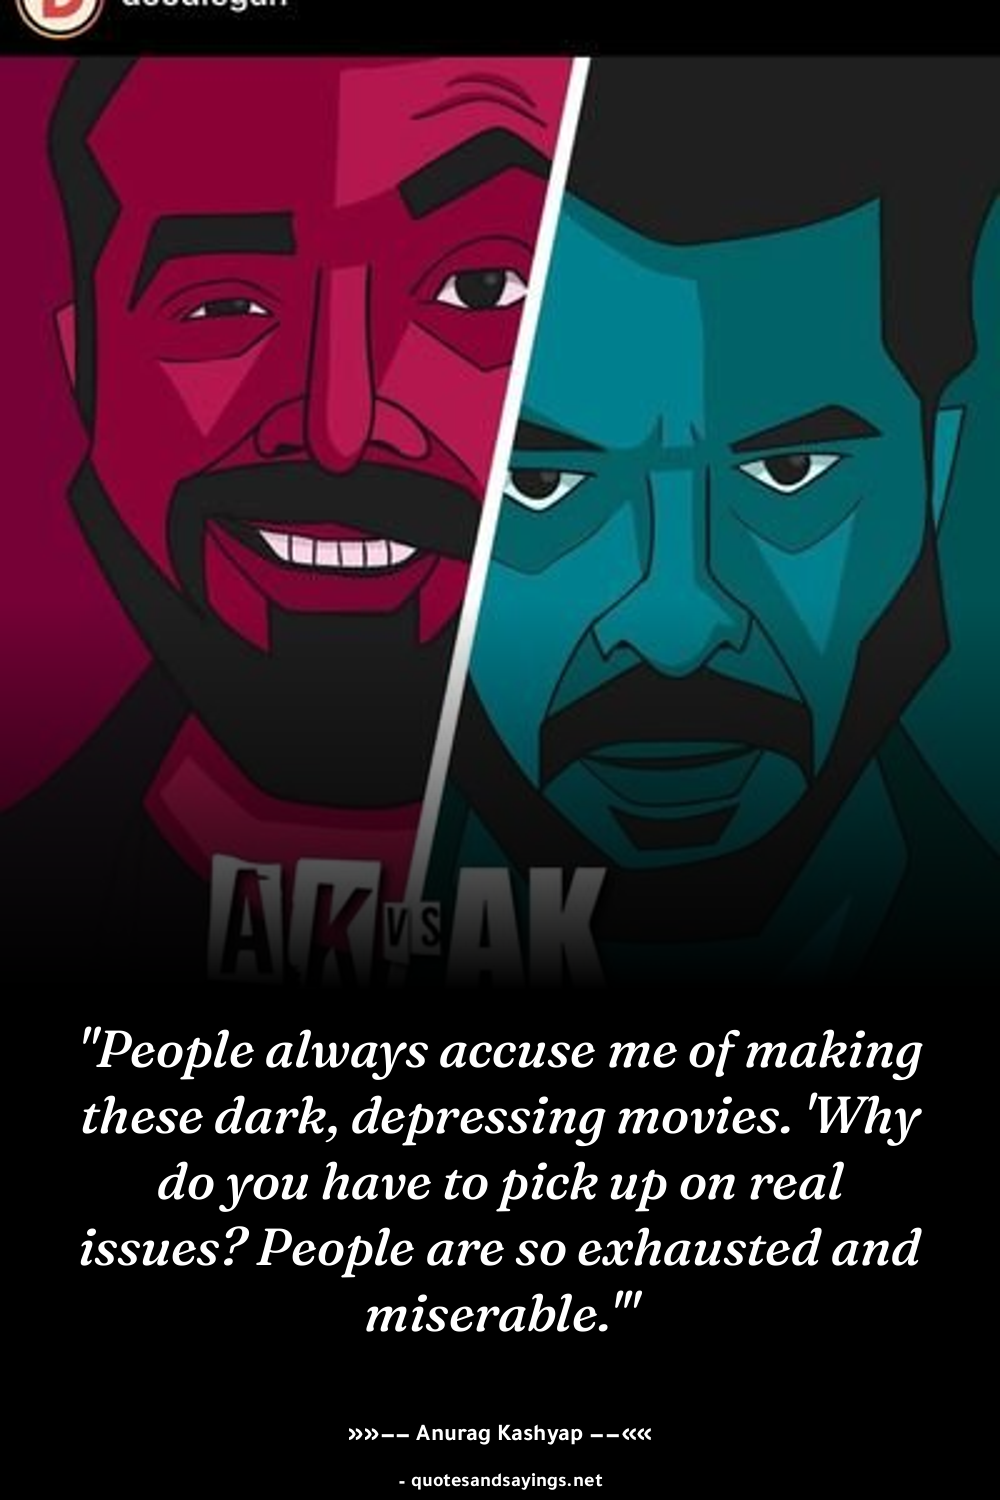 AK vs AK
"People always accuse me of making
these dark, depressing movies. 'Why
do you have to pick up on real
issues? People are so exhausted and
miserable.'"
»»−− Anurag Kashyap −−««
- quotesandsayings.net